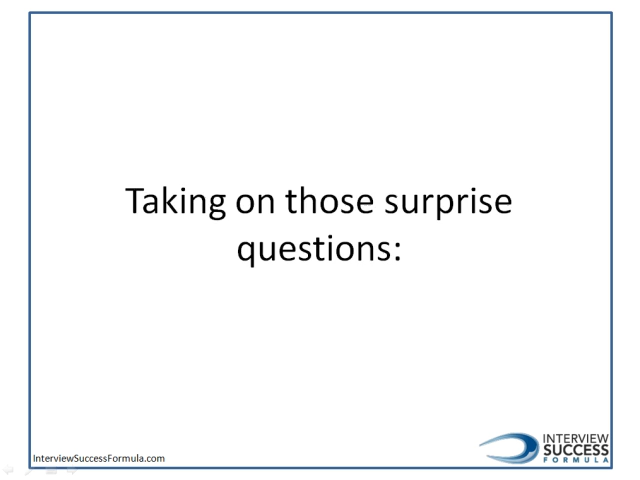 Taking on those surprise
questions:
InterviewSuccessFormula.com
INTERVIEW
SUCCESS
FORMULA